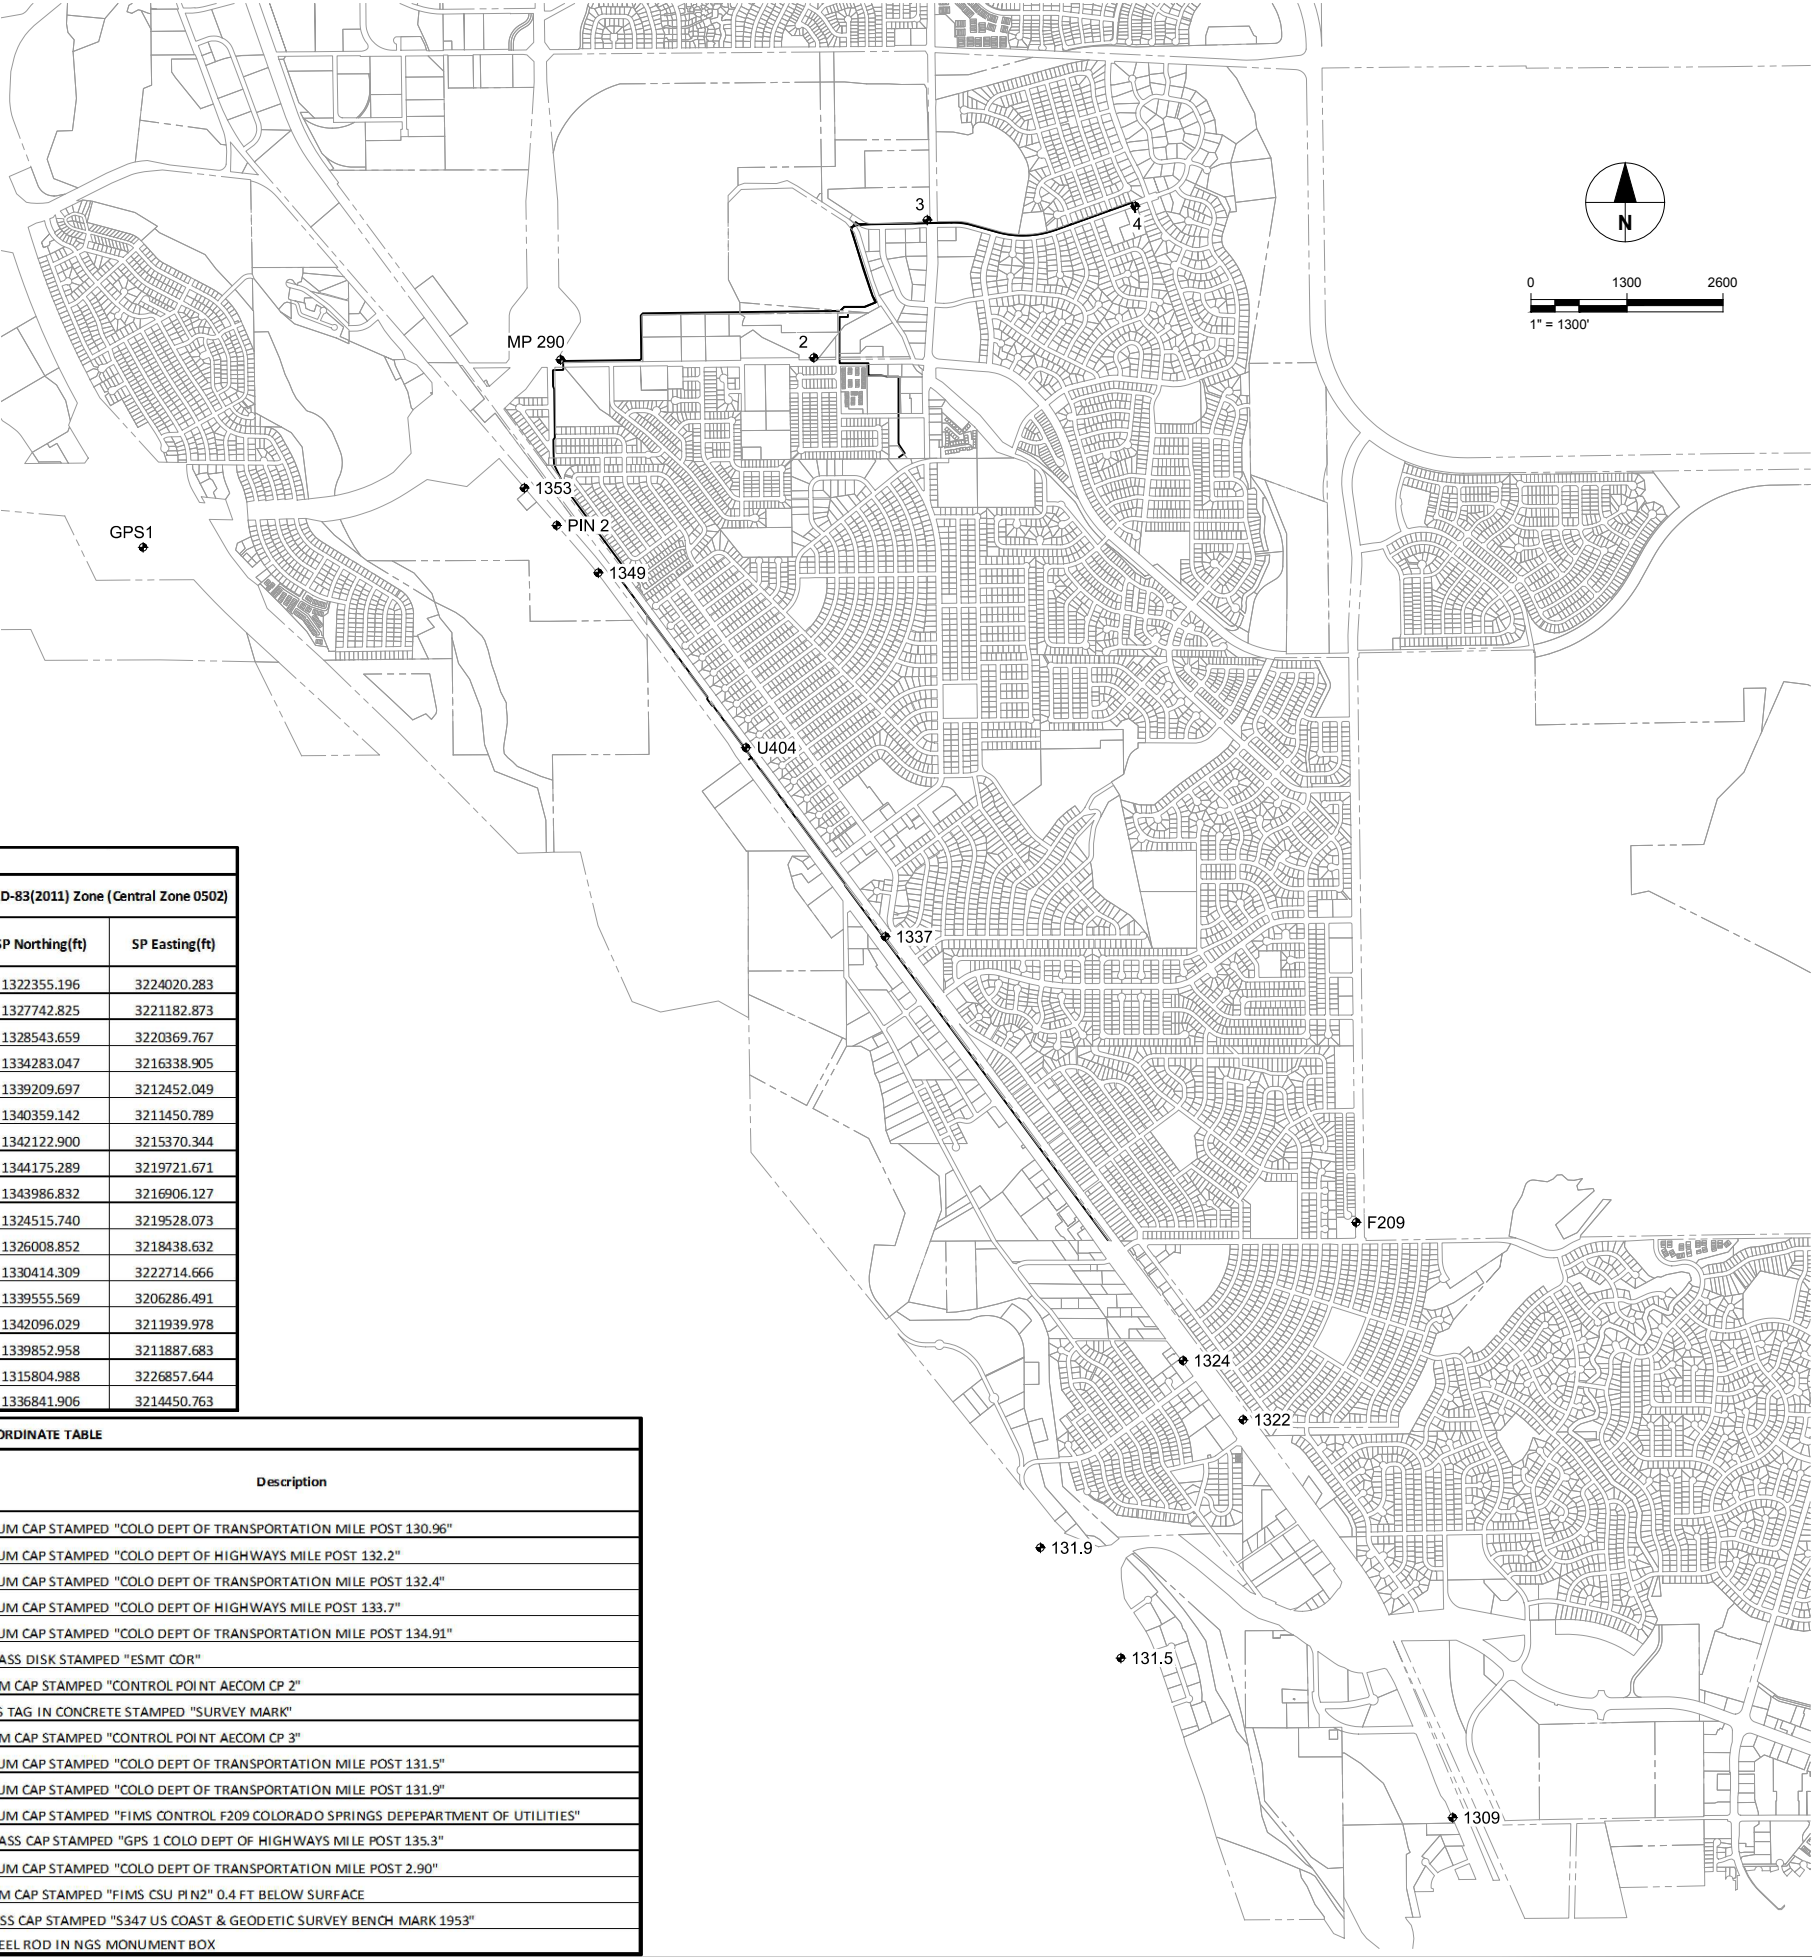 3
4
N
0 1300 2600
1" = 1300'
MP 290
2
1353
PIN 2
GPS1
1349
U404
1337
F209
1324
1322
131.9
131.5
1309
D-83(2011) Zone (Central Zone 0502)
SP Northing(ft) SP Easting(ft)
1322355.196 3224020.283
1327742.825 3221182.873
1328543.659 3220369.767
1334283.047 3216338.905
1339209.697 3212452.049
1340359.142 3211450.789
1342122.900 3215370.344
1344175.289 3219721.671
1343986.832 3216906.127
1324515.740 3219528.073
1326008.852 3218438.632
1330414.309 3222714.666
1339555.569 3206286.491
1342096.029 3211939.978
1339852.958 3211887.683
1315804.988 3226857.644
1336841.906 3214450.763
ORDINATE TABLE
Description
UM CAP STAMPED "COLO DEPT OF TRANSPORTATION MILE POST 130.96"
UM CAP STAMPED "COLO DEPT OF HIGHWAYS MILE POST 132.2"
UM CAP STAMPED "COLO DEPT OF TRANSPORTATION MILE POST 132.4"
UM CAP STAMPED "COLO DEPT OF HIGHWAYS MILE POST 133.7"
UM CAP STAMPED "COLO DEPT OF TRANSPORTATION MILE POST 134.91"
ASS DISK STAMPED "ESMT COR"
M CAP STAMPED "CONTROL POINT AECOM CP 2"
S TAG IN CONCRETE STAMPED "SURVEY MARK"
M CAP STAMPED "CONTROL POINT AECOM CP 3"
UM CAP STAMPED "COLO DEPT OF TRANSPORTATION MILE POST 131.5"
UM CAP STAMPED "COLO DEPT OF TRANSPORTATION MILE POST 131.9"
UM CAP STAMPED "FIMS CONTROL F209 COLORADO SPRINGS DEPEPARTMENT OF UTILITIES"
ASS CAP STAMPED "GPS 1 COLO DEPT OF HIGHWAYS MILE POST 135.3"
UM CAP STAMPED "COLO DEPT OF TRANSPORTATION MILE POST 2.90"
M CAP STAMPED "FIMS CSU PIN2" 0.4 FT BELOW SURFACE
SS CAP STAMPED "S347 US COAST & GEODETIC SURVEY BENCH MARK 1953"
EEL ROD IN NGS MONUMENT BOX